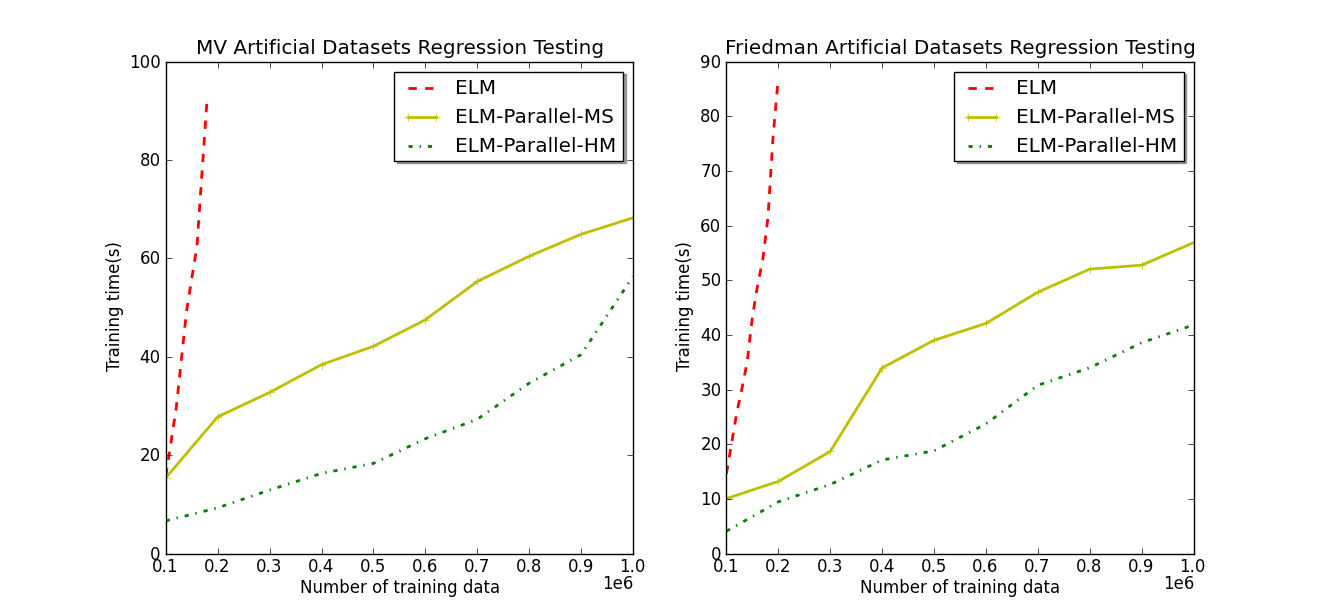 MV Artificial Datasets Regression Testing
100
80
60
40
20
0
Training time(s)
ELM
ELM-Parallel-MS
ELM-Parallel-HM
0.1 0.2 0.3 0.4 0.5 0.6 0.7 0.8 0.9 1.0
1e6
Number of training data
Friedman Artificial Datasets Regression Testing
90
80
70
60
50
40
30
20
10
0
Training time(s)
ELM
ELM-Parallel-MS
ELM-Parallel-HM
0.1 0.2 0.3 0.4 0.5 0.6 0.7 0.8 0.9 1.0
1e6
Number of training data